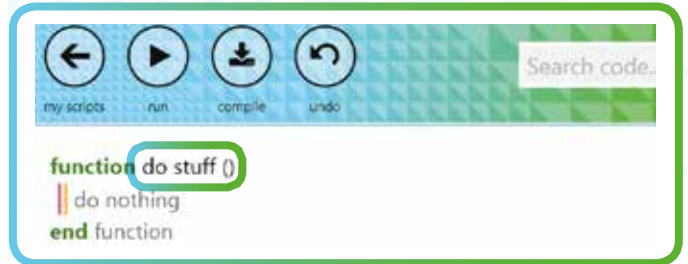 Search code..
my scripts run compile undo
function do stuff ()
do nothing
end function